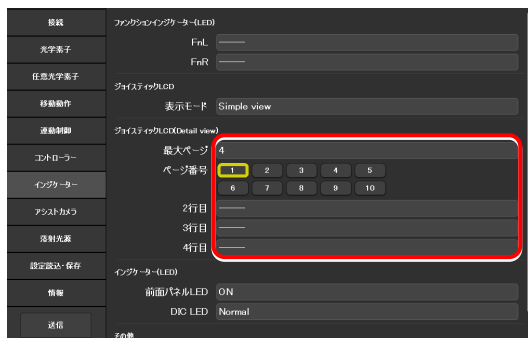 接続
光学素子
任意光学素子
移動動作
連動制御
コントローラー
インジケーター
アシストカメラ
落射光源
設定読込・保存
情報
送信
ファンクションインジケーター(LED)
FnL ――
FnR ――
ジョイスティックLCD
表示モード Simple view
ジョイスティックLCD(Detail view)
最大ページ 4
ページ番号 1 2 3 4 5
6 7 8 9 10
2行目 ――
3行目 ――
4行目 ――
インジケーター(LED)
前面パネルLED ON
DIC LED Normal
その他